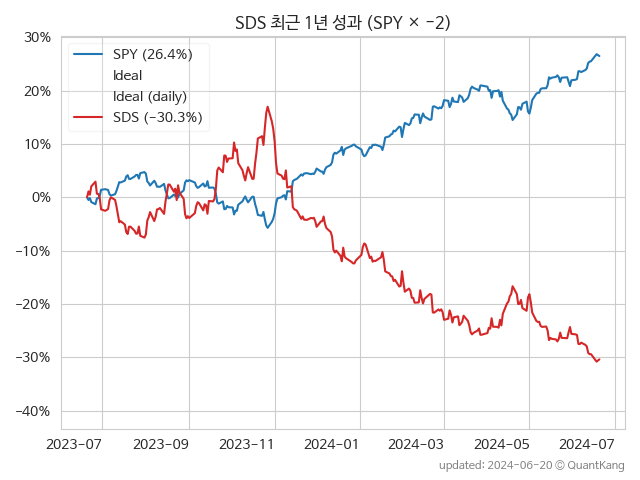 SDS 최근 1년 성과 (SPY × −2)
30%
20%
10%
0%
−10%
−20%
−30%
−40%
SPY (26.4%)
Ideal
Ideal (daily)
SDS (−30.3%)
2023-07 2023-09 2023-11 2024-01 2024-03 2024-05 2024-07
updated: 2024-06-20 © QuantKang